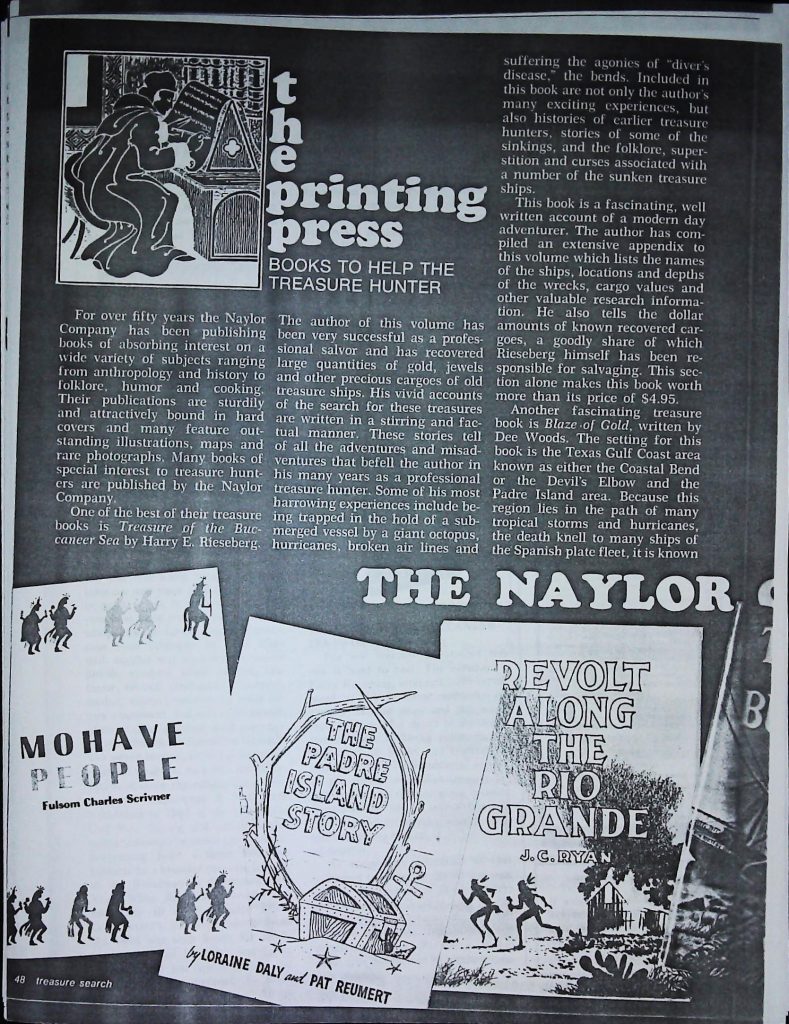 the
printing
press
BOOKS TO HELP THE
TREASURE HUNTER
For over fifty years the Naylor
Company has been publishing
books of absorbing interest on a
wide variety of subjects ranging
from anthropology and history to
folklore, humor and cooking.
Their publications are sturdily
and attractively bound in hard
covers and many feature out-
standing illustrations, maps and
rare photographs. Many books of
special interest to treasure hunt-
ers are published by the Naylor
Company.
One of the best of their treasure
books is Treasure of the Buc-
caneer Sea by Harry E. Rieseberg.
The author of this volume has
been very successful as a profes-
sional salvor and has recovered
large quantities of gold, jewels
and other precious cargoes of old
treasure ships. His vivid accounts
of the search for these treasures
are written in a stirring and fac-
tual manner. These stories tell
of all the adventures and misad-
ventures that befell the author in
his many years as a professional
treasure hunter. Some of his most
harrowing experiences include be-
ing trapped in the hold of a sub-
merged vessel by a giant octopus,
hurricanes, broken air lines and
suffering the agonies of "diver's
disease," the bends. Included in
this book are not only the author's
many exciting experiences, but
also histories of earlier treasure
hunters, stories of some of the
sinkings, and the folklore, super-
stition and curses associated with
a number of the sunken treasure
ships.
This book is a fascinating, well
written account of a modern day
adventurer. The author has com-
piled an extensive appendix to
this volume which lists the names
of the ships, locations and depths
of the wrecks, cargo values and
other valuable research informa-
tion. He also tells the dollar
amounts of known recovered car-
goes, a goodly share of which
Rieseberg himself has been re-
sponsible for salvaging. This sec-
tion alone makes this book worth
more than its price of $4.95.
Another fascinating treasure
book is Blaze of Gold, written by
Dee Woods. The setting for this
book is the Texas Gulf Coast area
known as either the Coastal Bend
or the Devil's Elbow and the
Padre Island area. Because this
region lies in the path of many
tropical storms and hurricanes,
the death knell to many ships of
the Spanish plate fleet, it is known
THE NAYLOR
MOHAVE
PEOPLE
Fulsom Charles Scrivner
THE
PADRE
ISLAND
STORY
by LORAINE DALY and PAT REUMERT
REVOLT
ALONG
THE
RIO
GRANDE
J.C. RYAN
48 treasure search